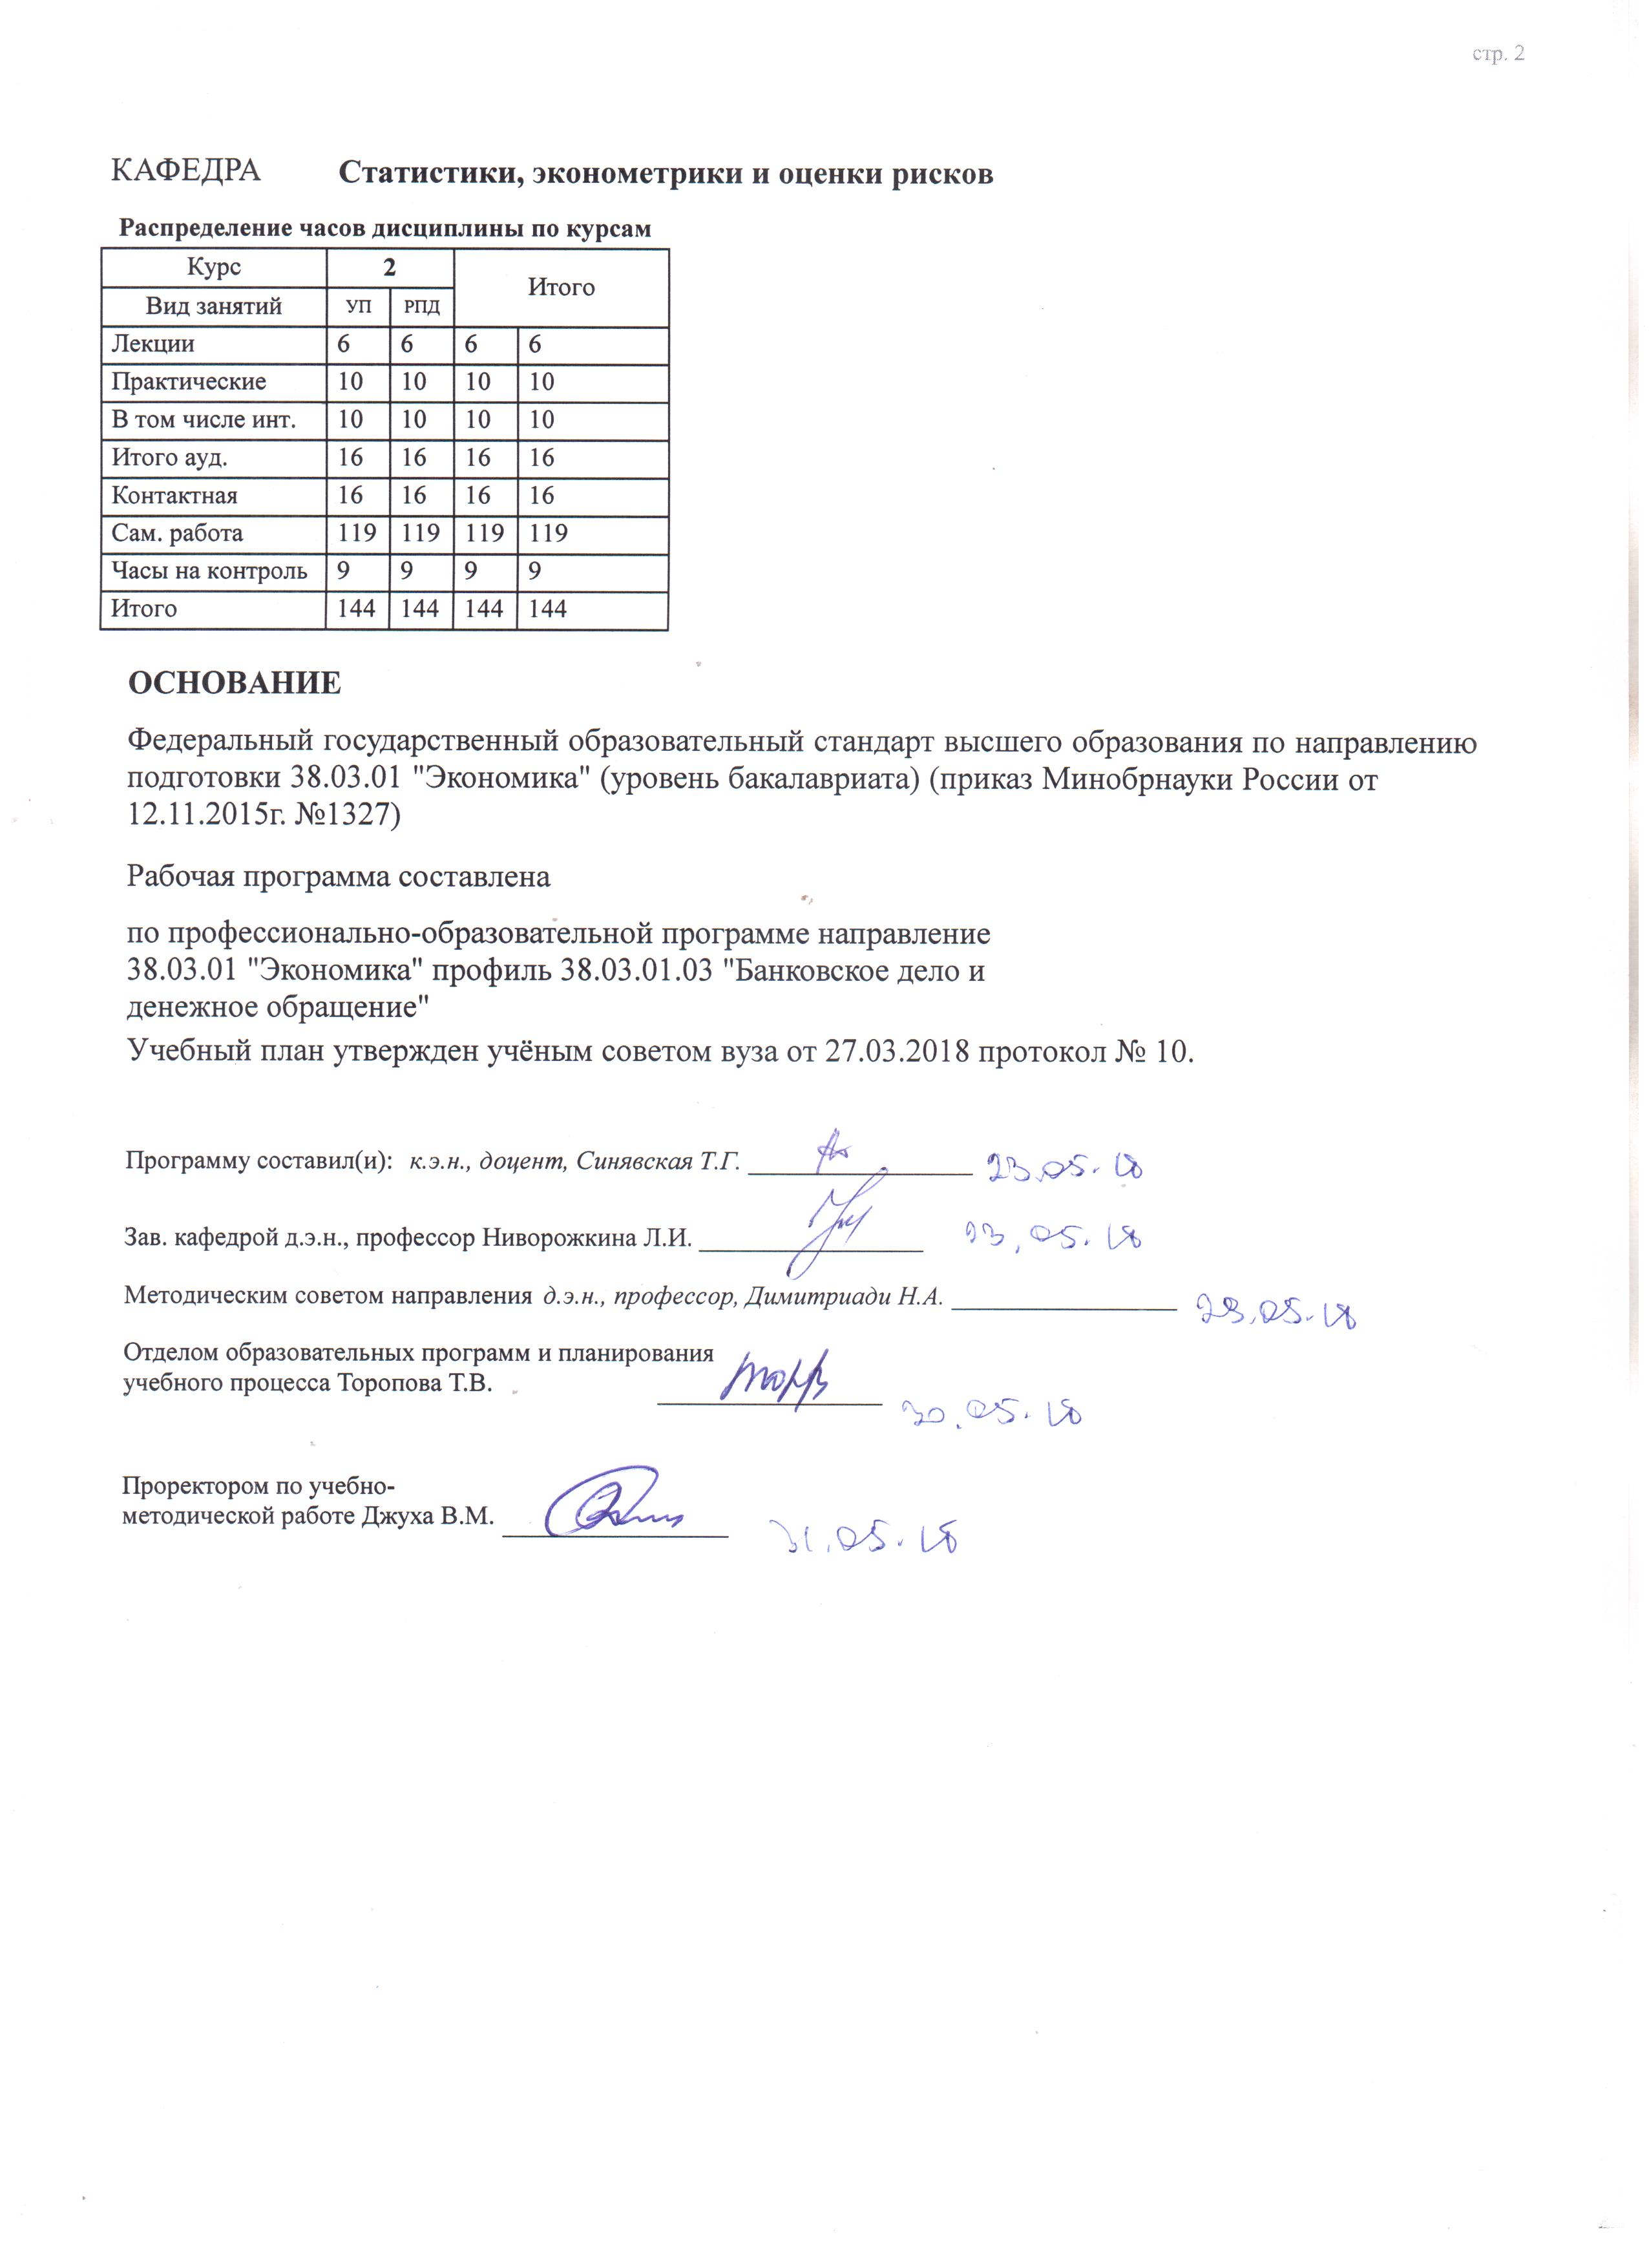 стр. 2
КАФЕДРА Статистики, эконометрики и оценки рисков
Распределение часов дисциплины по курсам
Курс 2 Итого
Вид занятий УП РПД
Лекции 6 6 6 6
Практические 10 10 10 10
В том числе инт. 10 10 10 10
Итого ауд. 16 16 16 16
Контактная 16 16 16 16
Сам. работа 119 119 119 119
Часы на контроль 9 9 9 9
Итого 144 144 144 144
ОСНОВАНИЕ
Федеральный государственный образовательный стандарт высшего образования по направлению
подготовки 38.03.01 "Экономика" (уровень бакалавриата) (приказ Минобрнауки России от
12.11.2015г. №1327)
Рабочая программа составлена
по профессионально-образовательной программе направление
38.03.01 "Экономика" профиль 38.03.01.03 "Банковское дело и
денежное обращение"
Учебный план утвержден учёным советом вуза от 27.03.2018 протокол № 10.
Программу составил(и): к.э.н., доцент, Синявская Т.Г. 23.05.18
Зав. кафедрой д.э.н., профессор Ниворожкина Л.И. 23.05.18
Методическим советом направления д.э.н., профессор, Димитриади Н.А. 29.05.18
Отделом образовательных программ и планирования
учебного процесса Торопова Т.В. 30.05.18
Проректором по учебно-
методической работе Джуха В.М. 31.05.18